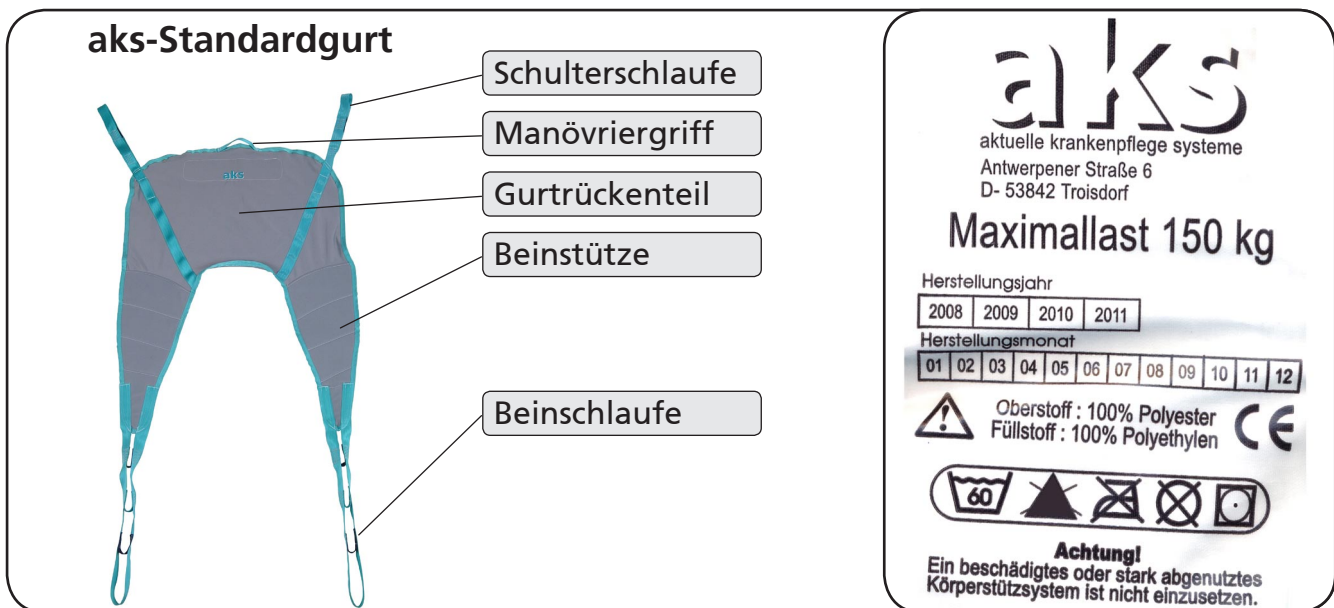 aks-Standardgurt
Schulterschlaufe
Manövriergriff
Gurtrückenteil
Beinstütze
Beinschlaufe
aks
aks
aktuelle krankenpflege systeme
Antwerpener Straße 6
D- 53842 Troisdorf
Maximallast 150 kg
Herstellungsjahr
2008 2009 2010 2011
Herstellungsmonat
01 02 03 04 05 06 07 08 09 10 11 12
Oberstoff : 100% Polyester
Füllstoff : 100% Polyethylen
CE
60
Achtung!
Ein beschädigtes oder stark abgenutztes
Körperstützsystem ist nicht einzusetzen.